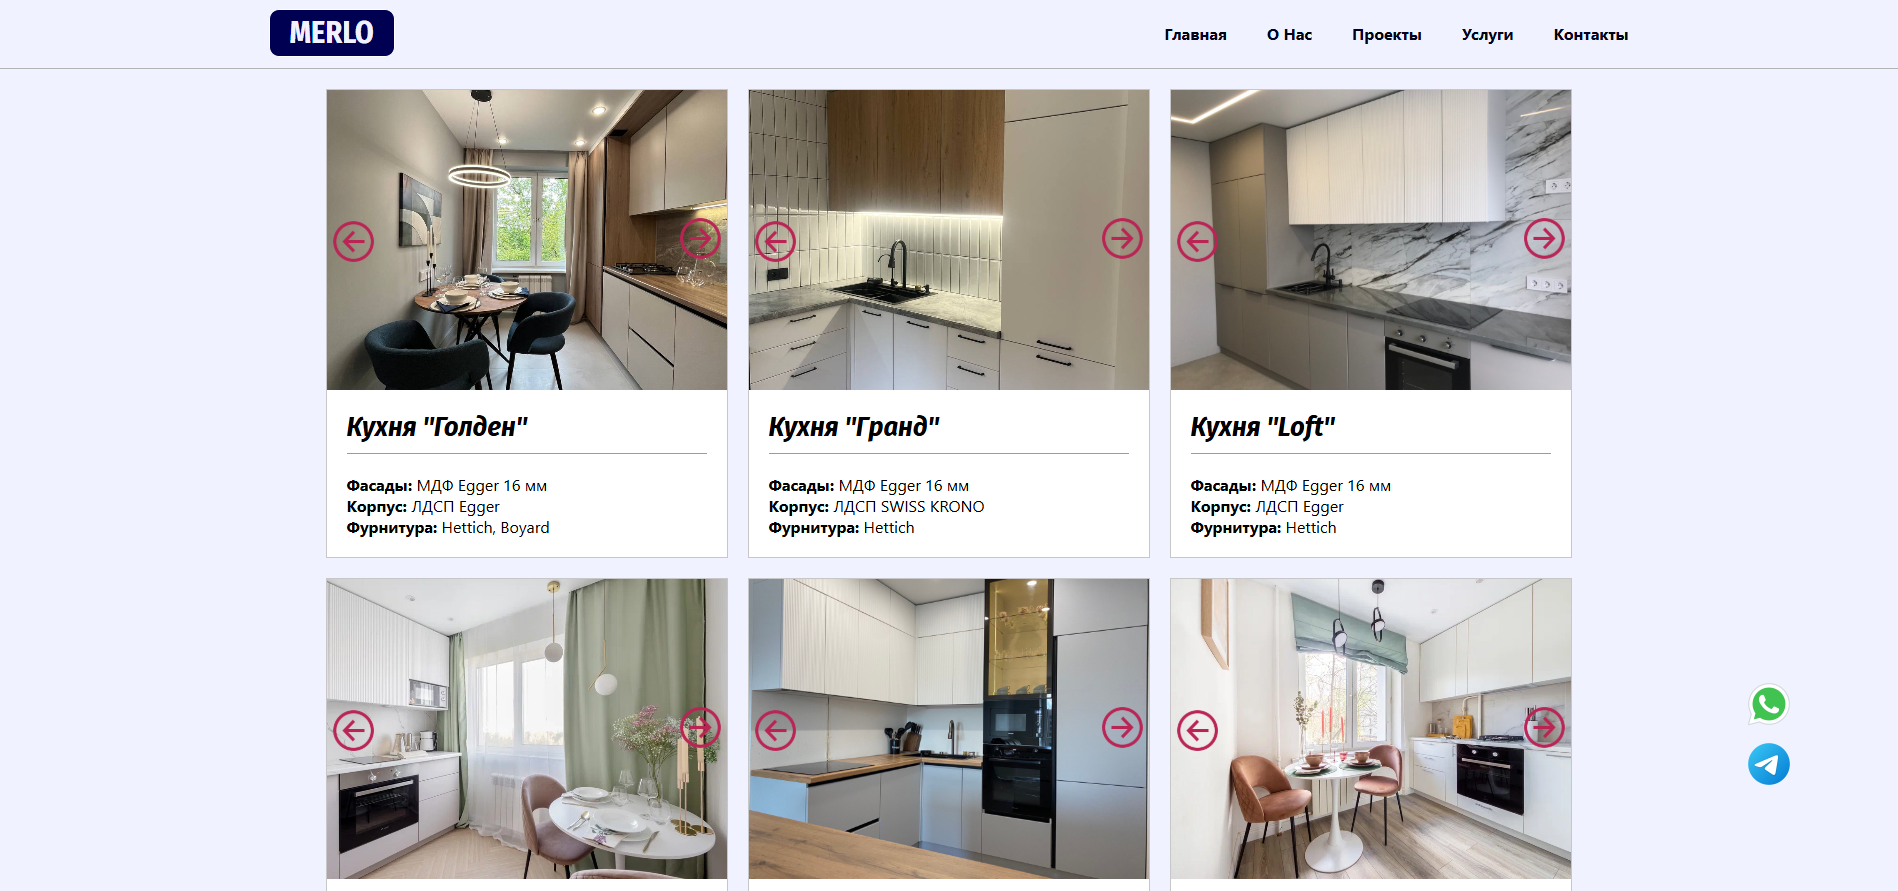 MERLO
Главная О Нас Проекты Услуги Контакты
Кухня "Голден"
Фасады: МДФ Egger 16 мм
Корпус: ЛДСП Egger
Фурнитура: Hettich, Boyard
Кухня "Гранд"
Фасады: МДФ Egger 16 мм
Корпус: ЛДСП SWISS KRONO
Фурнитура: Hettich
Кухня "Loft"
Фасады: МДФ Egger 16 мм
Корпус: ЛДСП Egger
Фурнитура: Hettich